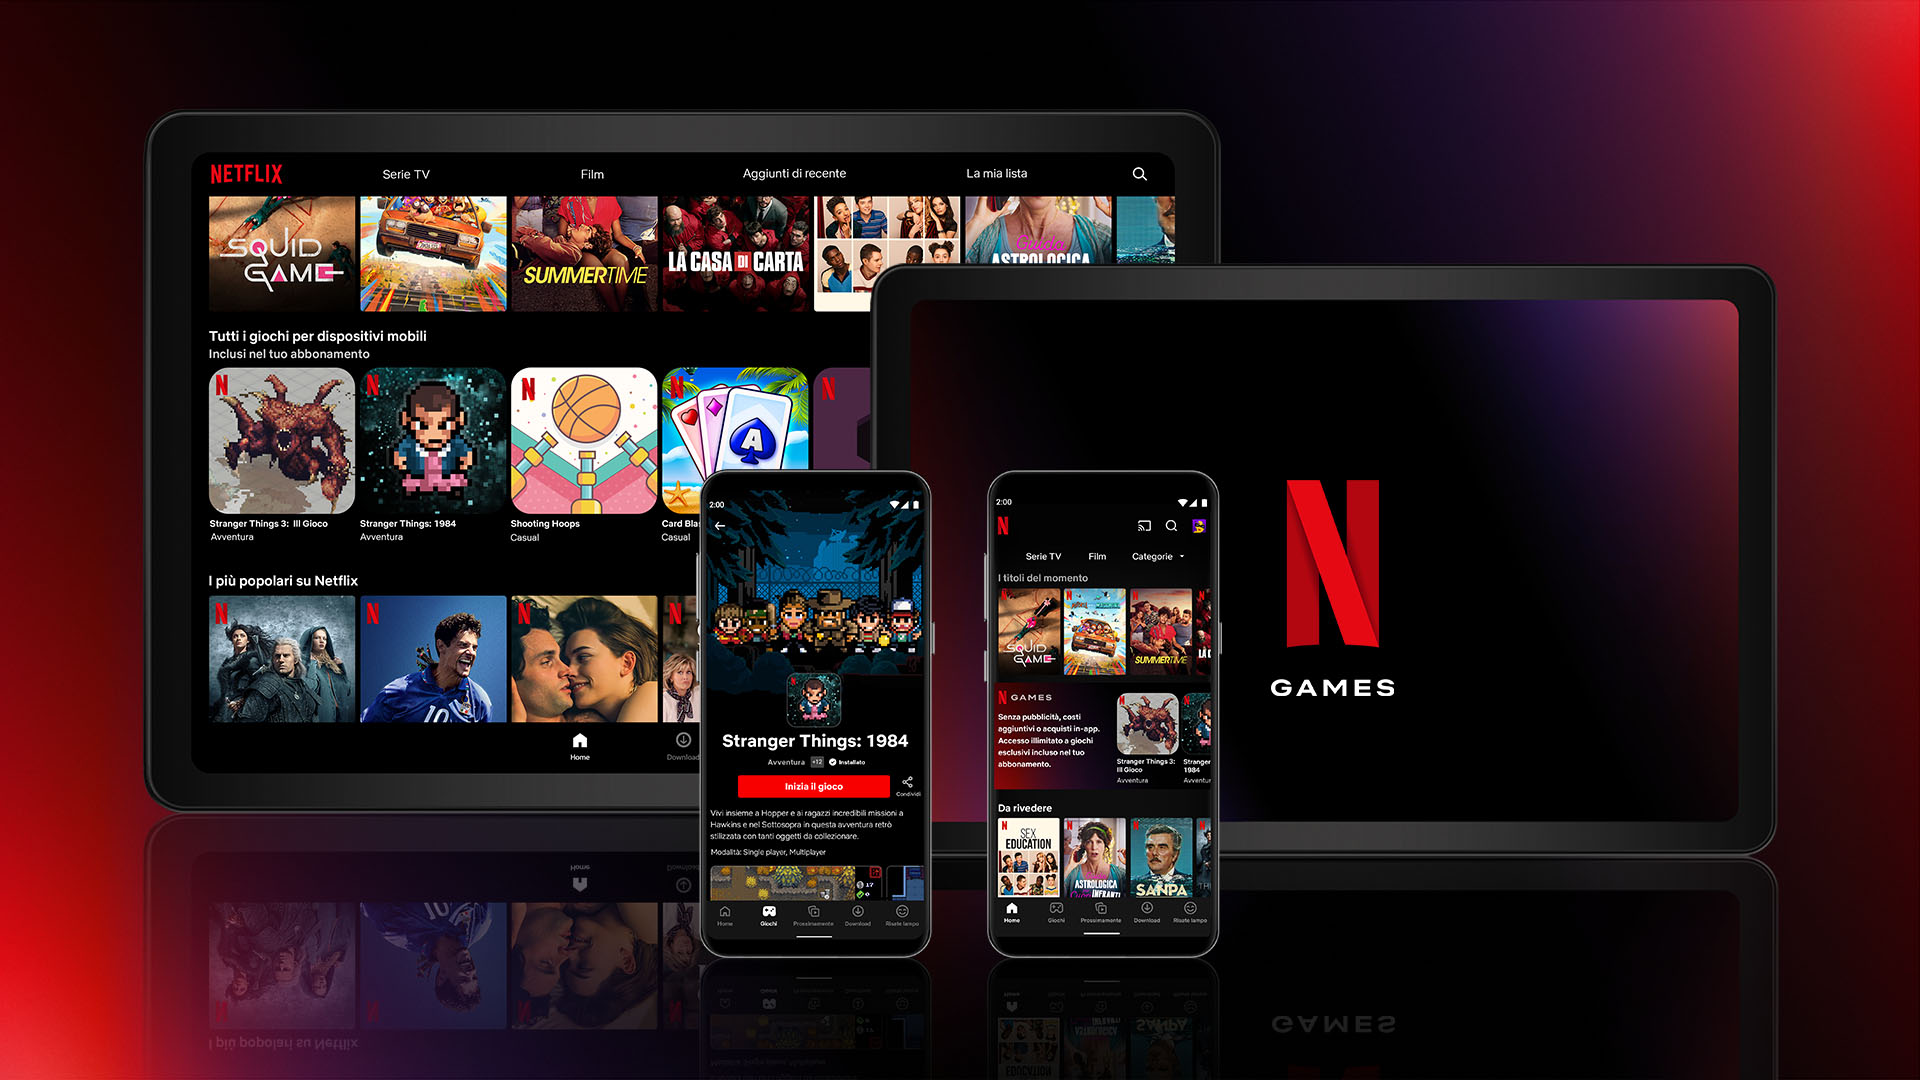 NETFLIX
Serie TV
Film
Aggiunti di recente
La mia lista
SQUID
GAME
SUMMERTIME
LA CASA DI CARTA
Guida
ASTROLOGICA
Tutti i giochi per dispositivi mobili
Inclusi nel tuo abbonamento
N
N
N
N
N
A
Stranger Things 3: Il Gioco
Avventura
Stranger Things: 1984
Avventura
Shooting Hoops
Casual
Card Bla
Casual
I più popolari su Netflix
N
N
N
N
10
Home
Download
2:00
Stranger Things: 1984
Avventura
+12
Installato
Inizia il gioco
Condividi
Vivi insieme a Hopper e ai ragazzi incredibili missioni a
Hawkins e nel Sottosopra in questa avventura retrò
stilizzata con tanti oggetti da collezionare.
Modalità: Single player, Multiplayer
17
0
Home
Giochi
Prossimamente
Download
Risate lampo
2:00
N
Serie TV
Film
Categorie
I titoli del momento
SQUID
GAME
SUMMERTIME
LA
N GAMES
Senza pubblicità, costi
aggiuntivi o acquisti in-app.
Accesso illimitato a giochi
esclusivi incluso nel tuo
abbonamento.
Stranger Things 3:
Il Gioco
Avventura
Stranger
1984
Avventur
Da rivedere
SEX
EDUCATION
ASTROLOGICA
INFRANTI
SANPA
Home
Giochi
Prossimamente
Download
Risate lampo
N
GAMES